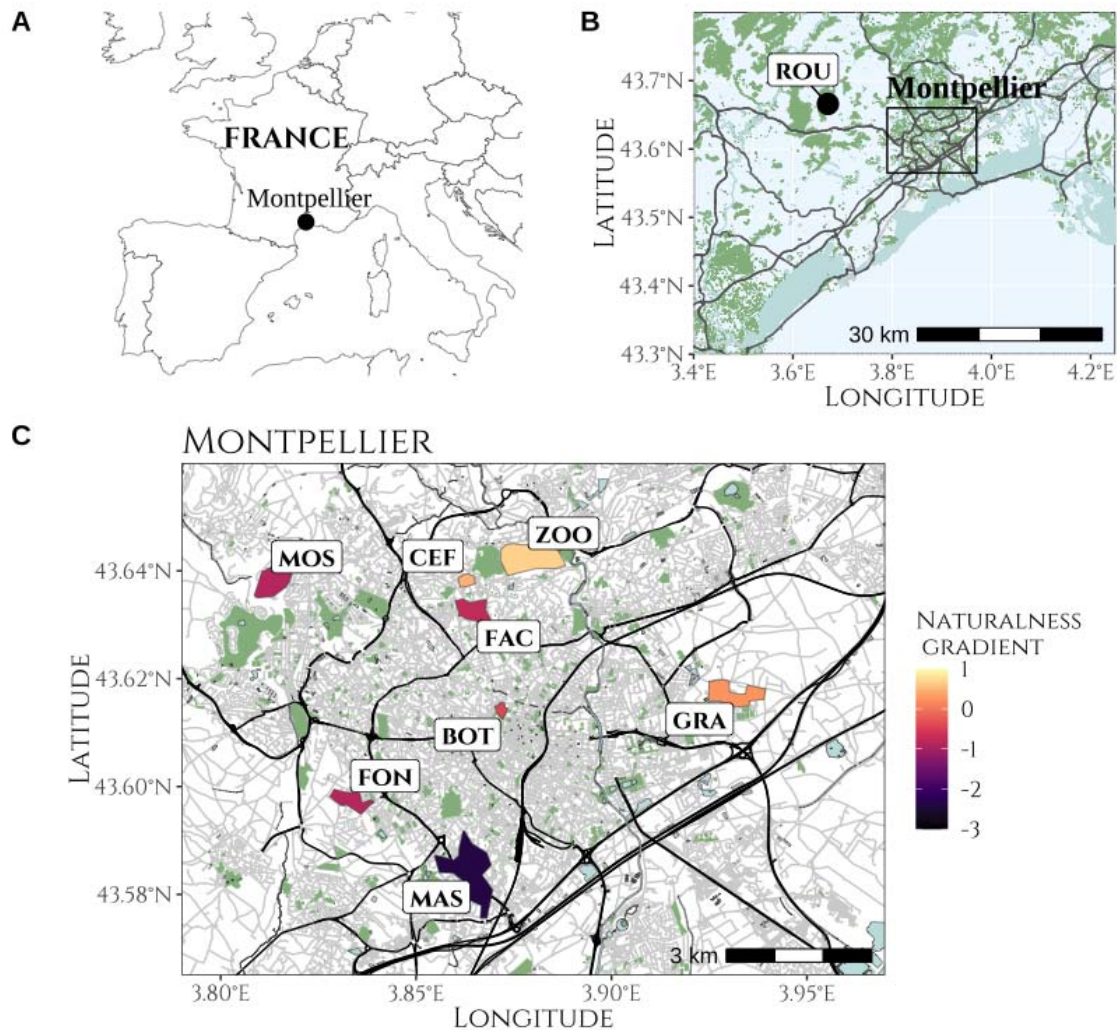 A
FRANCE
Montpellier
B
ROU
Montpellier
43.7°N
43.6°N
43.5°N
43.4°N
43.3°N
LATITUDE
30 km
3.4°E 3.6°E 3.8°E 4.0°E 4.2°E
LONGITUDE
C
MONTPELLIER
ZOO
MOS
CEF
FAC
GRA
BOT
FON
MAS
43.64°N
43.62°N
43.60°N
43.58°N
LATITUDE
3 km
3.80°E 3.85°E 3.90°E 3.95°E
LONGITUDE
NATURALNESS
GRADIENT
1
0
-1
-2
-3